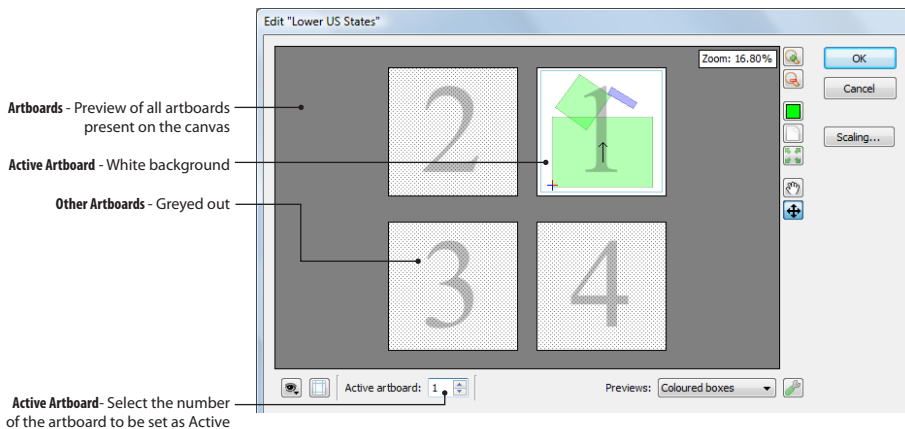 Edit "Lower US States"
Zoom: 16.80%
OK
Cancel
Scaling...
2
1
3
4
Artboards - Preview of all artboards
present on the canvas
Active Artboard - White background
Other Artboards - Greyed out
Active artboard: 1
Previews: Coloured boxes
Active Artboard- Select the number
of the artboard to be set as Active